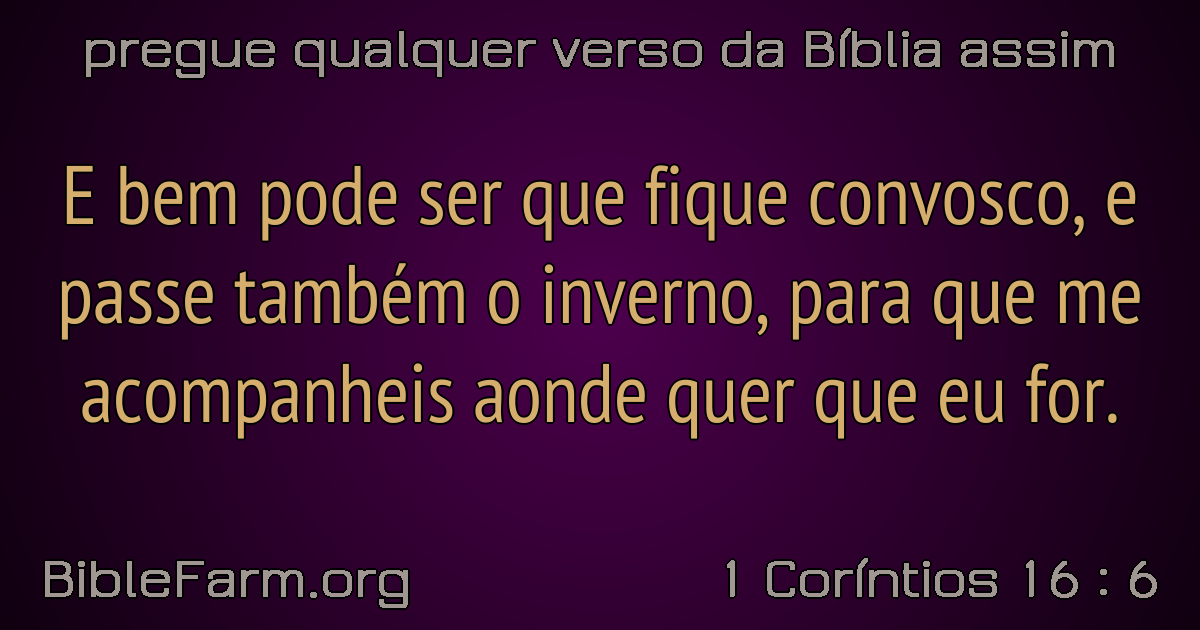 pregue qualquer verso da Bíblia assim
E bem pode ser que fique convosco, e
passe também o inverno, para que me
acompanheis aonde quer que eu for.
BibleFarm.org
1 Coríntios 16 : 6